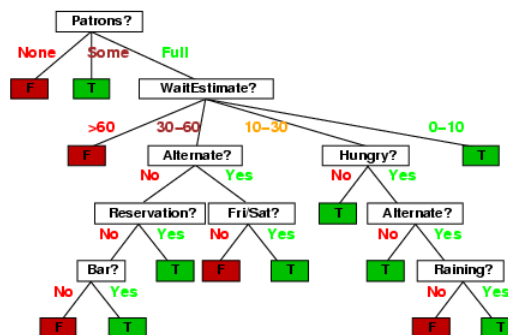 Patrons?
None Some Full
F T WaitEstimate?
>60 30-60 10-30 0-10
F Alternate? Hungry? T
No Yes No Yes
Reservation? Fri/Sat? T Alternate?
No Yes No Yes No Yes
Bar? T F T T Raining?
No Yes No Yes
F T F T